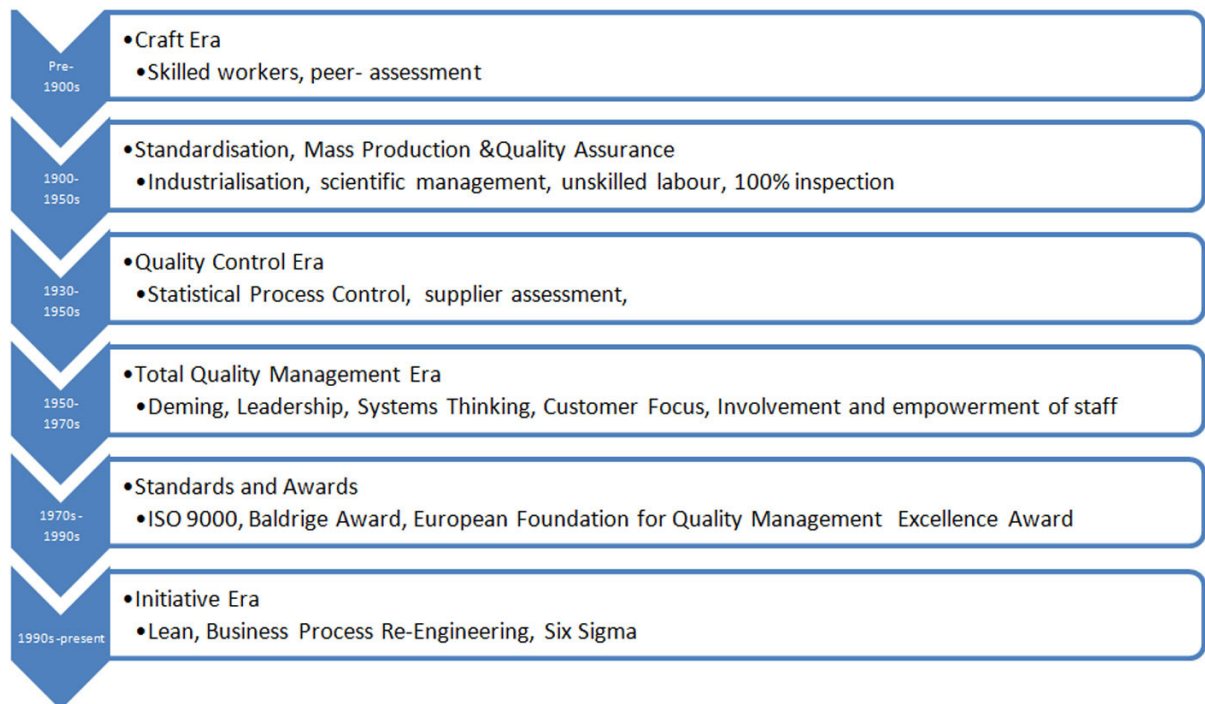 Pre-
1900s
•Craft Era
•Skilled workers, peer- assessment
1900-
1950s
•Standardisation, Mass Production &Quality Assurance
•Industrialisation, scientific management, unskilled labour, 100% inspection
1930-
1950s
•Quality Control Era
•Statistical Process Control, supplier assessment,
1950-
1970s
•Total Quality Management Era
•Deming, Leadership, Systems Thinking, Customer Focus, Involvement and empowerment of staff
1970s-
1990s
•Standards and Awards
•ISO 9000, Baldrige Award, European Foundation for Quality Management Excellence Award
1990s-present
•Initiative Era
•Lean, Business Process Re-Engineering, Six Sigma